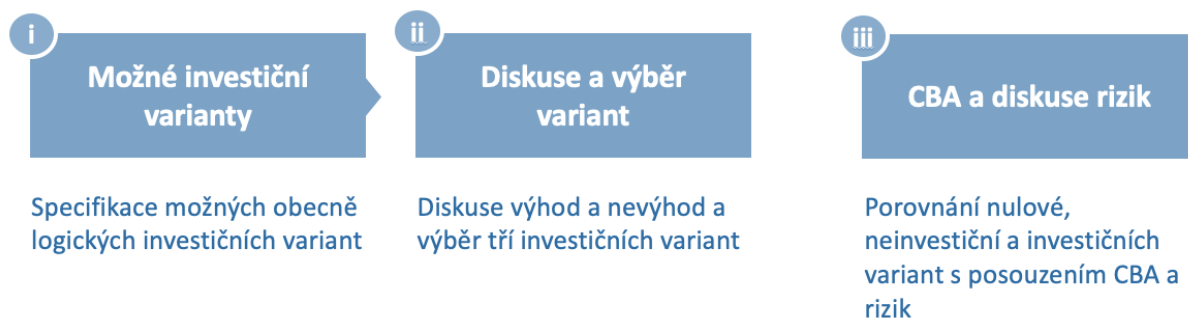 i
Možné investiční
varianty
Specifikace možných obecně
logických investičních variant
ii
Diskuse a výběr
variant
Diskuse výhod a nevýhod a
výběr tří investičních variant
iii
CBA a diskuse rizik
Porovnání nulové,
neinvestiční a investičních
variant s posouzením CBA a
rizik